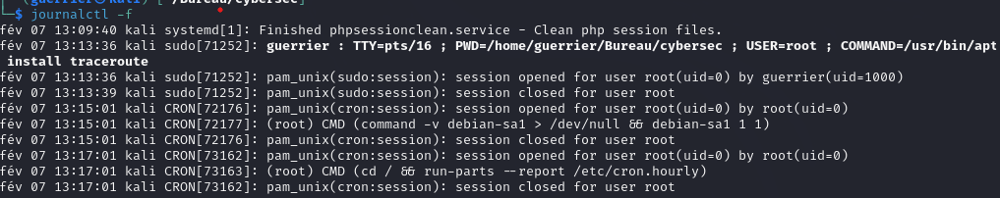 (guerrier㉿kali)-[~/Bureau/cybersec]
└─$ journalctl -f
fév 07 13:09:40 kali systemd[1]: Finished phpsessionclean.service - Clean php session files.
fév 07 13:13:36 kali sudo[71252]: guerrier : TTY=pts/16 ; PWD=/home/guerrier/Bureau/cybersec ; USER=root ; COMMAND=/usr/bin/apt
install traceroute
fév 07 13:13:36 kali sudo[71252]: pam_unix(sudo:session): session opened for user root(uid=0) by guerrier(uid=1000)
fév 07 13:13:39 kali sudo[71252]: pam_unix(sudo:session): session closed for user root
fév 07 13:15:01 kali CRON[72176]: pam_unix(cron:session): session opened for user root(uid=0) by root(uid=0)
fév 07 13:15:01 kali CRON[72177]: (root) CMD (command -v debian-sa1 > /dev/null && debian-sa1 1 1)
fév 07 13:15:01 kali CRON[72176]: pam_unix(cron:session): session closed for user root
fév 07 13:17:01 kali CRON[73162]: pam_unix(cron:session): session opened for user root(uid=0) by root(uid=0)
fév 07 13:17:01 kali CRON[73163]: (root) CMD (cd / && run-parts --report /etc/cron.hourly)
fév 07 13:17:01 kali CRON[73162]: pam_unix(cron:session): session closed for user root